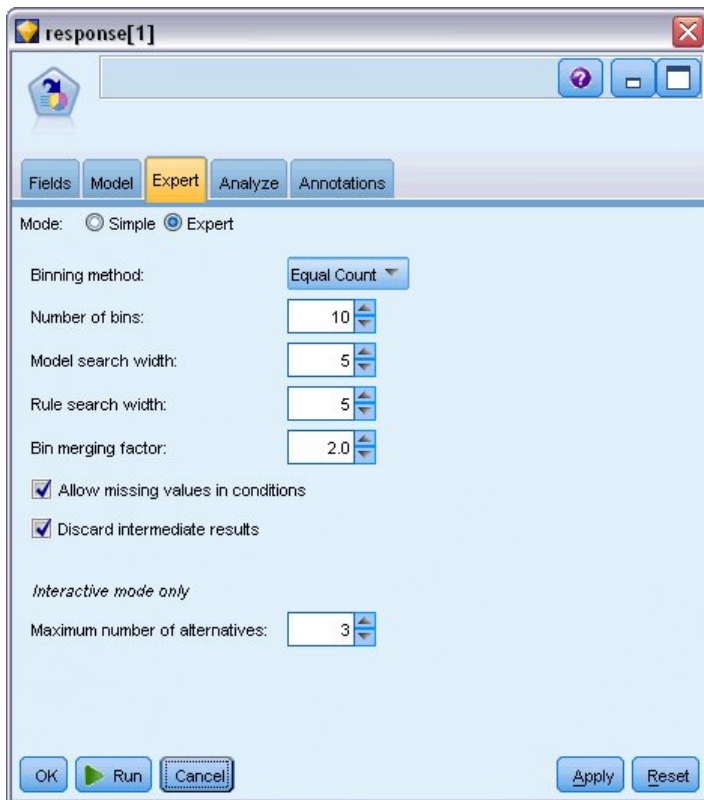 response[1]
Fields Model Expert Analyze Annotations
Mode: Simple Expert
Binning method: Equal Count
Number of bins: 10
Model search width: 5
Rule search width: 5
Bin merging factor: 2.0
Allow missing values in conditions
Discard intermediate results
Interactive mode only
Maximum number of alternatives: 3
OK Run Cancel Apply Reset